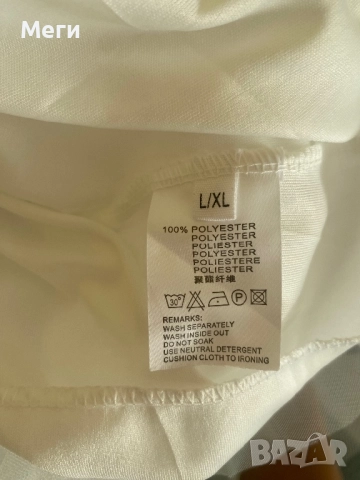 Меги
L/XL
100% POLYESTER
POLYESTER
POLIESTER
POLYESTER
POLIESTERE
POLIESTER
聚酯纤维
30°
P
REMARKS:
WASH SEPARATELY
WASH INSIDE OUT
DO NOT SOAK
USE NEUTRAL DETERGENT
CUSHION CLOTH TO IRONING
BAZAR